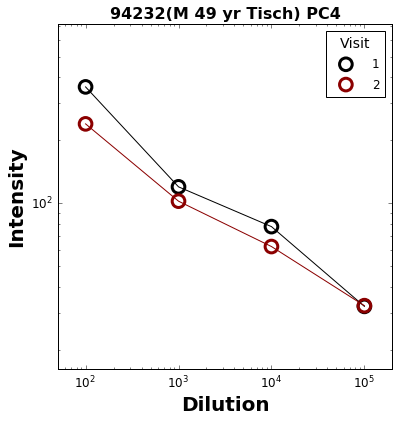 94232(M 49 yr Tisch) PC4
Visit
1
2
Intensity
10²
10² 10³ 10⁴ 10⁵
Dilution